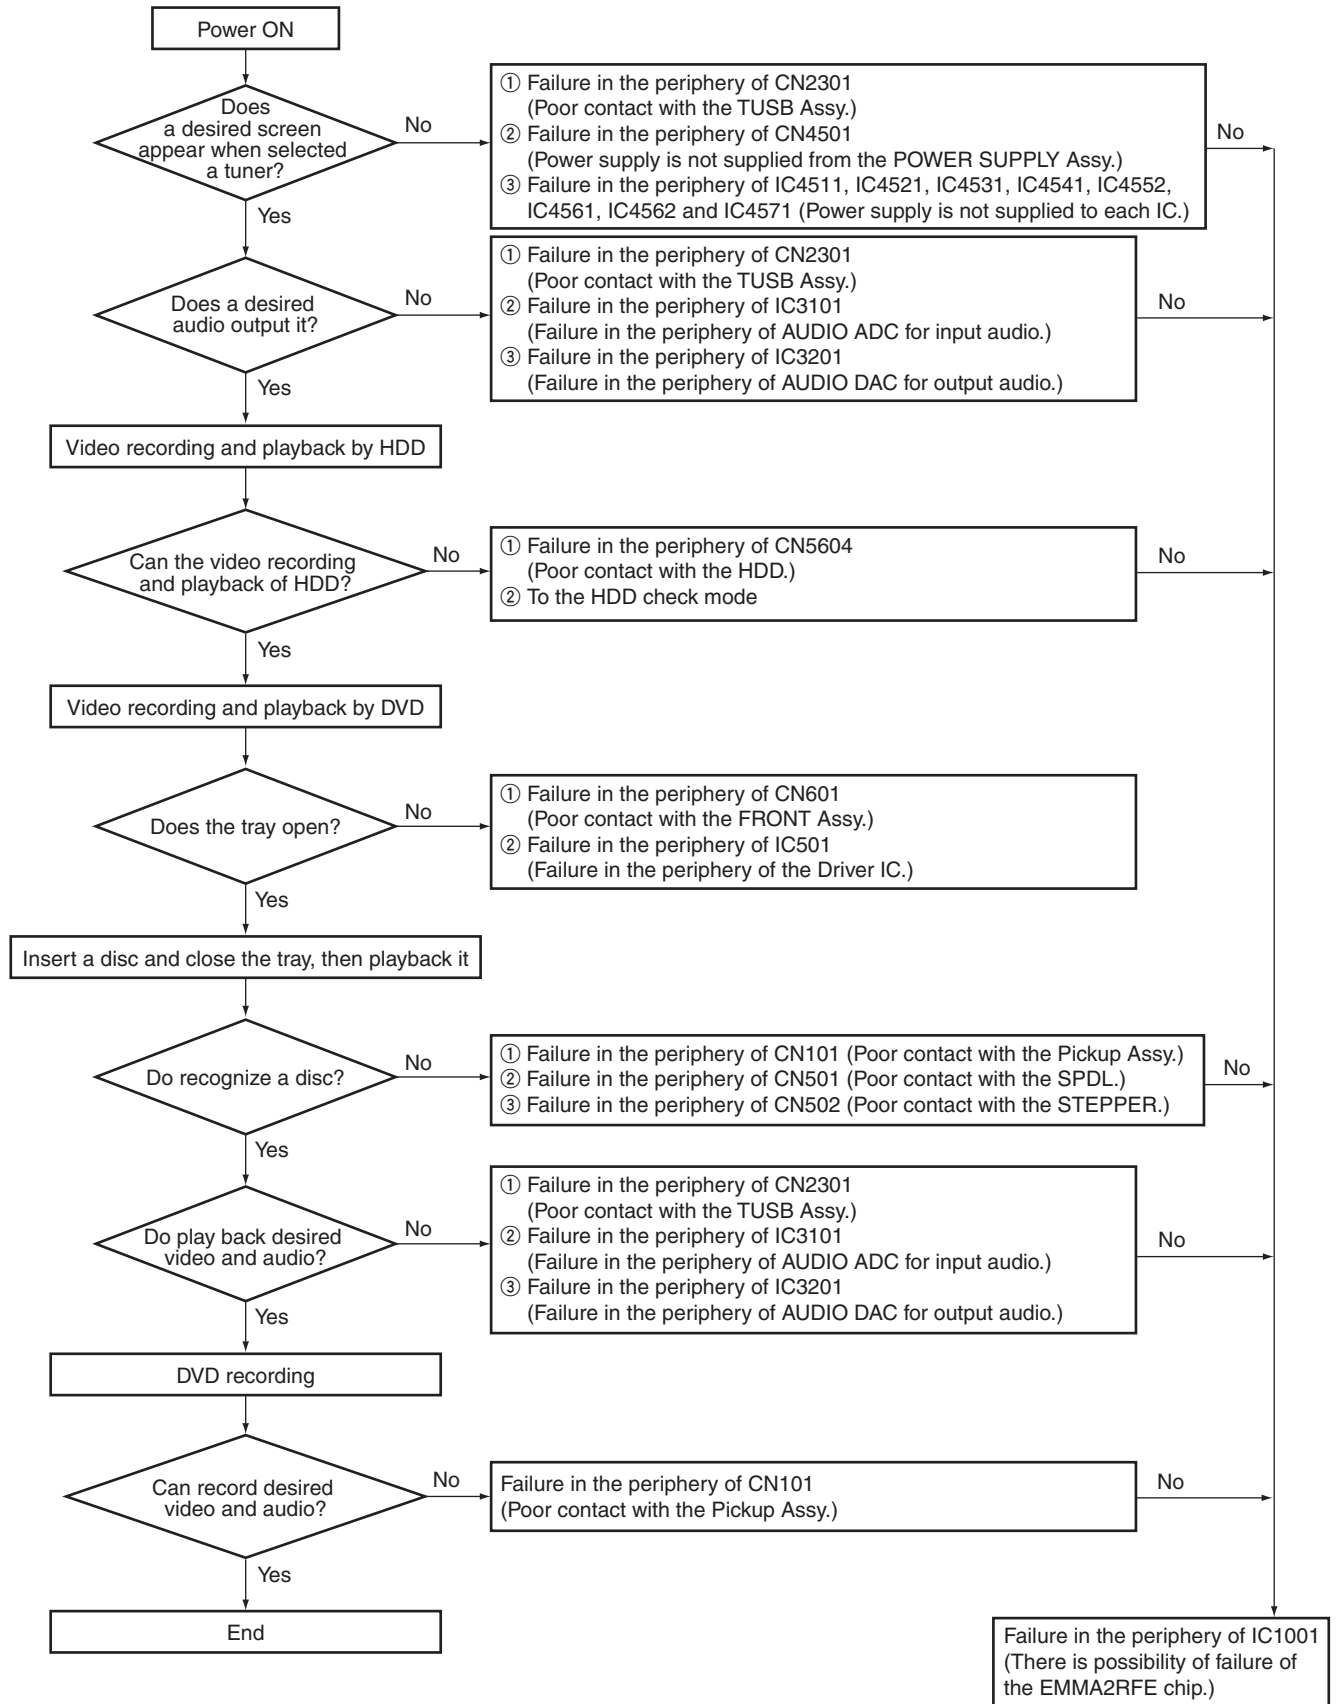 Power ON
Does
a desired screen
appear when selected
a tuner?
No
① Failure in the periphery of CN2301
(Poor contact with the TUSB Assy.)
② Failure in the periphery of CN4501
(Power supply is not supplied from the POWER SUPPLY Assy.)
③ Failure in the periphery of IC4511, IC4521, IC4531, IC4541, IC4552,
IC4561, IC4562 and IC4571 (Power supply is not supplied to each IC.)
No
Yes
Does a desired
audio output it?
No
① Failure in the periphery of CN2301
(Poor contact with the TUSB Assy.)
② Failure in the periphery of IC3101
(Failure in the periphery of AUDIO ADC for input audio.)
③ Failure in the periphery of IC3201
(Failure in the periphery of AUDIO DAC for output audio.)
No
Yes
Video recording and playback by HDD
Can the video recording
and playback of HDD?
No
① Failure in the periphery of CN5604
(Poor contact with the HDD.)
② To the HDD check mode
No
Yes
Video recording and playback by DVD
Does the tray open?
No
① Failure in the periphery of CN601
(Poor contact with the FRONT Assy.)
② Failure in the periphery of IC501
(Failure in the periphery of the Driver IC.)
Yes
Insert a disc and close the tray, then playback it
Do recognize a disc?
No
① Failure in the periphery of CN101 (Poor contact with the Pickup Assy.)
② Failure in the periphery of CN501 (Poor contact with the SPDL.)
③ Failure in the periphery of CN502 (Poor contact with the STEPPER.)
No
Yes
Do play back desired
video and audio?
No
① Failure in the periphery of CN2301
(Poor contact with the TUSB Assy.)
② Failure in the periphery of IC3101
(Failure in the periphery of AUDIO ADC for input audio.)
③ Failure in the periphery of IC3201
(Failure in the periphery of AUDIO DAC for output audio.)
No
Yes
DVD recording
Can record desired
video and audio?
No
Failure in the periphery of CN101
(Poor contact with the Pickup Assy.)
No
Yes
End
Failure in the periphery of IC1001
(There is possibility of failure of
the EMMA2RFE chip.)